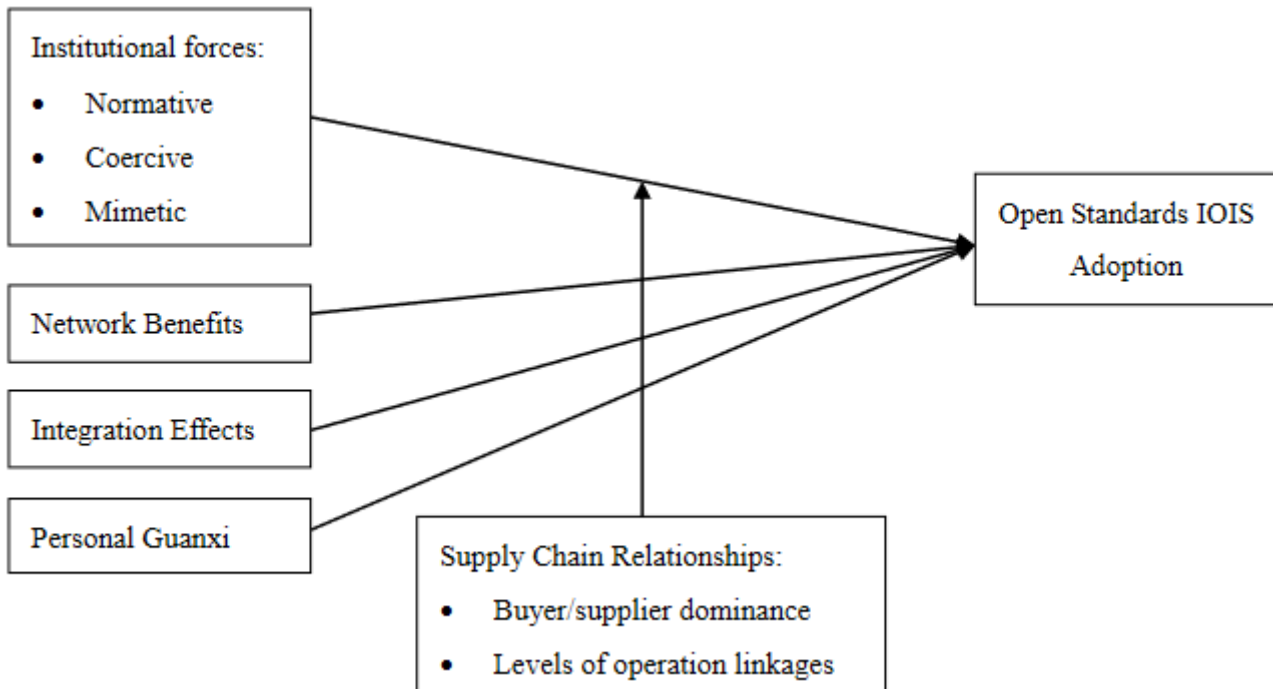 Institutional forces:
• Normative
• Coercive
• Mimetic
Open Standards IOIS
Adoption
Network Benefits
Integration Effects
Personal Guanxi
Supply Chain Relationships:
• Buyer/supplier dominance
• Levels of operation linkages